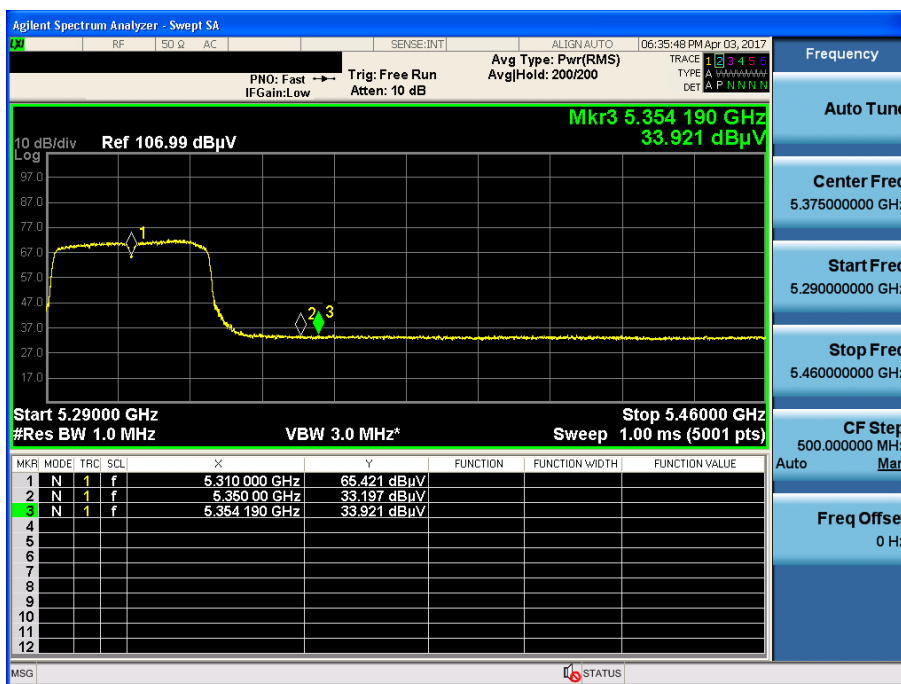 Agilent Spectrum Analyzer - Swept SA
LXI RF 50 Ω AC SENSE:INT ALIGN AUTO 06:35:48 PM Apr 03, 2017
Frequency
PNO: Fast Trig: Free Run Avg Type: Pwr(RMS) TRACE 1 2 3 4 5 6
IFGain:Low Atten: 10 dB Avg|Hold: 200/200 TYPE A WWWWW
DET A P N N N N
Auto Tune
Mkr3 5.354 190 GHz
33.921 dBµV
10 dB/div Ref 106.99 dBµV
Log
97.0
87.0
77.0
67.0
57.0
47.0
37.0
27.0
17.0
1
2 3
Center Freq
5.375000000 GHz
Start Freq
5.290000000 GHz
Stop Freq
5.460000000 GHz
Start 5.29000 GHz Stop 5.46000 GHz
#Res BW 1.0 MHz VBW 3.0 MHz* Sweep 1.00 ms (5001 pts)
CF Step
500.000000 MHz
Auto Man
Freq Offset
0 Hz
MKR MODE TRC SCL X Y FUNCTION FUNCTION WIDTH FUNCTION VALUE
1 N 1 f 5.310 000 GHz 65.421 dBµV
2 N 1 f 5.350 00 GHz 33.197 dBµV
3 N 1 f 5.354 190 GHz 33.921 dBµV
4
5
6
7
8
9
10
11
12
MSG STATUS